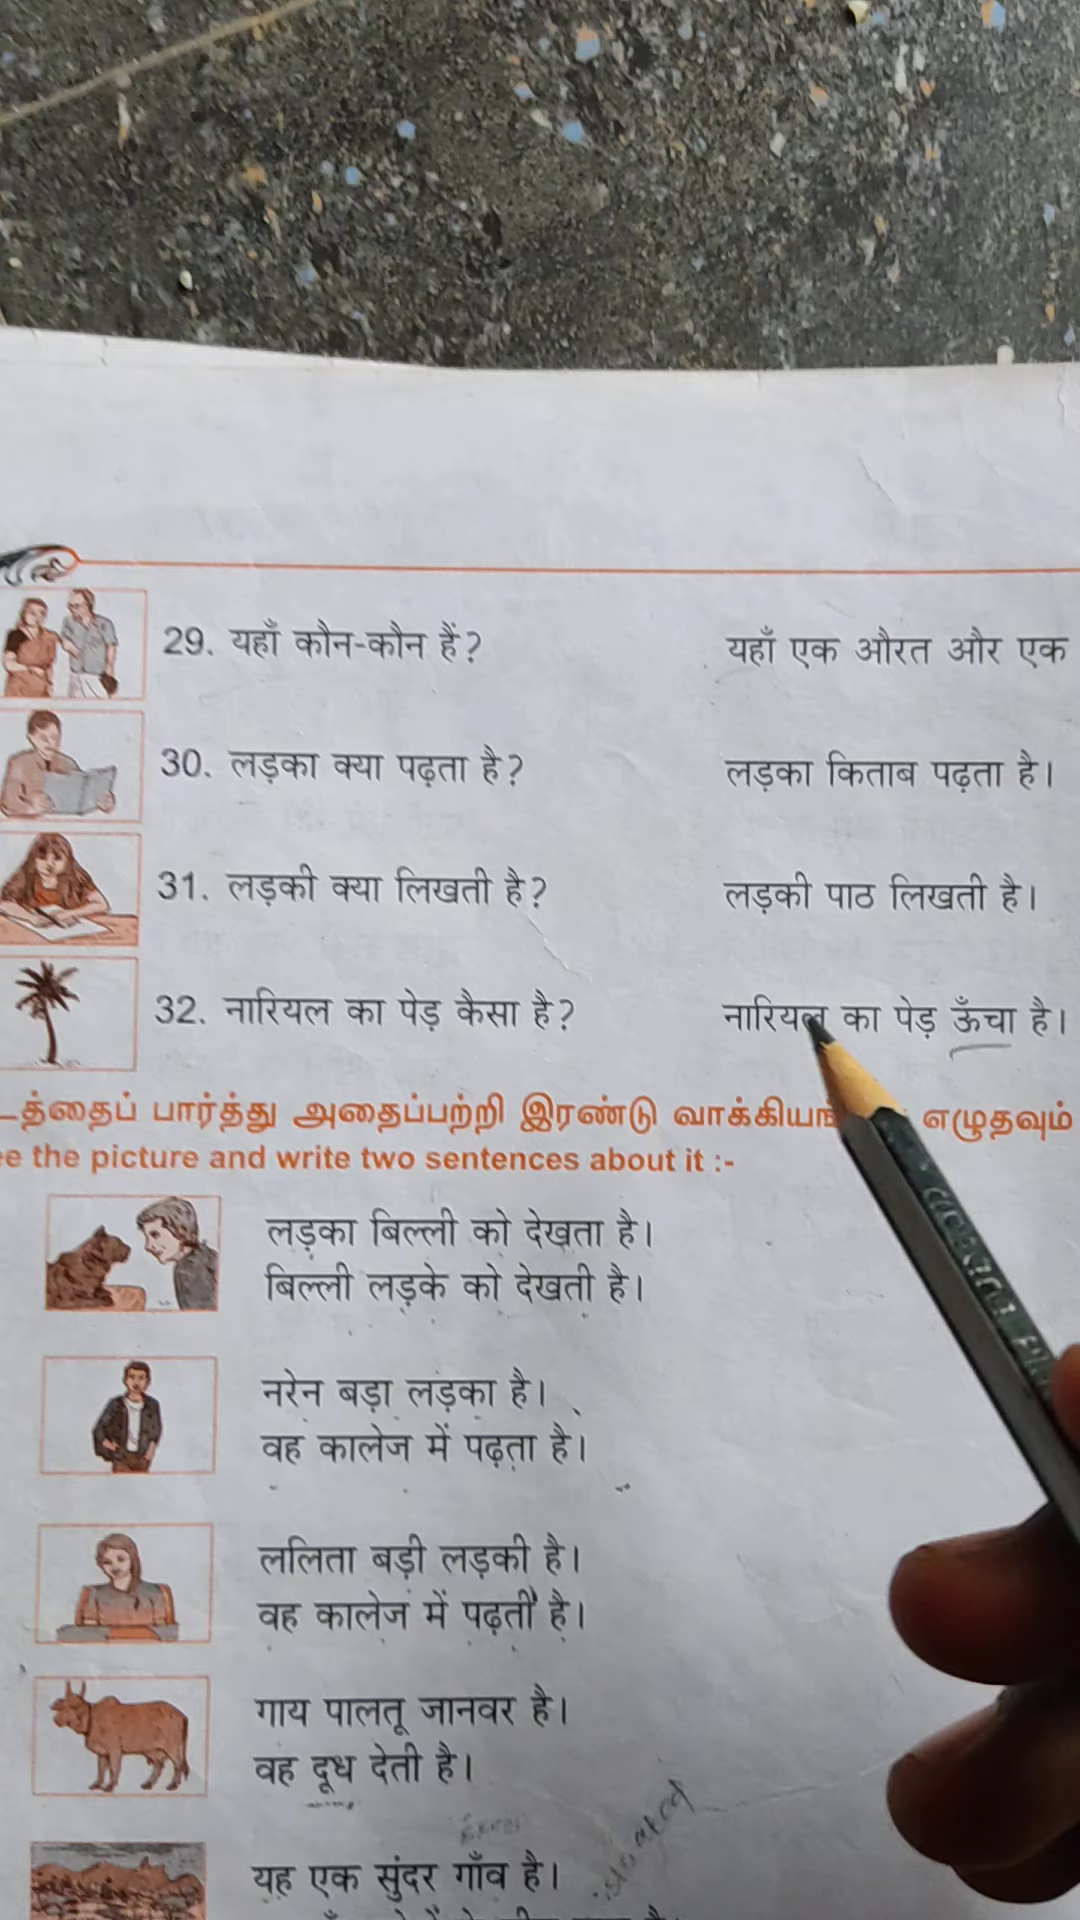 29. यहाँ कौन-कौन हैं? यहाँ एक औरत और एक
30. लड़का क्या पढ़ता है? लड़का किताब पढ़ता है।
31. लड़की क्या लिखती है? लड़की पाठ लिखती है।
32. नारियल का पेड़ कैसा है? नारियल का पेड़ ऊँचा है।
த்தைப் பார்த்து அதைப்பற்றி இரண்டு எழுதவும்
the picture and write two sentences about it :-
लड़का बिल्ली को देखता है।
बिल्ली लड़के को देखती है।
नरेन बड़ा लड़का है।
वह कालेज में पढ़ता है।
ललिता बड़ी लड़की है।
वह कालेज में पढ़ती है।
गाय पालतू जानवर है।
वह दूध देती है।
यह एक सुंदर गाँव है।